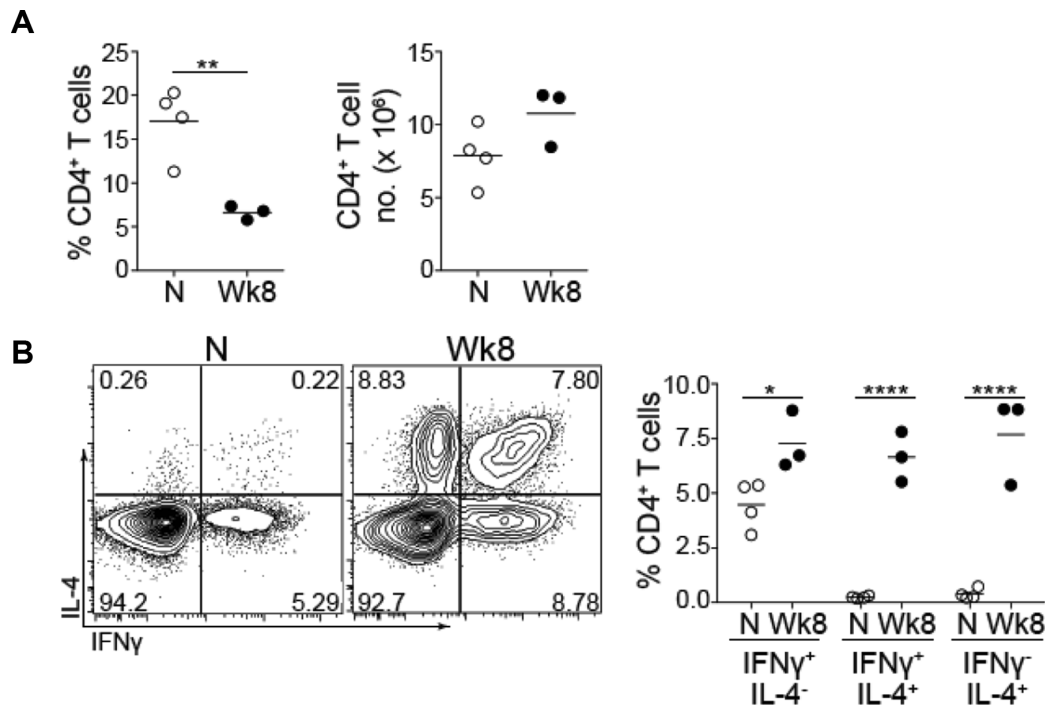 A
% CD4⁺ T cells
25
20
15
10
5
0
**
N Wk8
CD4⁺ T cell
no. (x 10⁶)
15
10
5
0
N Wk8
B
N
0.26 0.22
94.2 5.29
Wk8
8.83 7.80
92.7 8.78
IL-4
IFNγ
% CD4⁺ T cells
10.0
7.5
5.0
2.5
0.0
* **** ****
N Wk8 N Wk8 N Wk8
IFNγ⁺ IFNγ⁺ IFNγ⁻
IL-4⁻ IL-4⁺ IL-4⁺